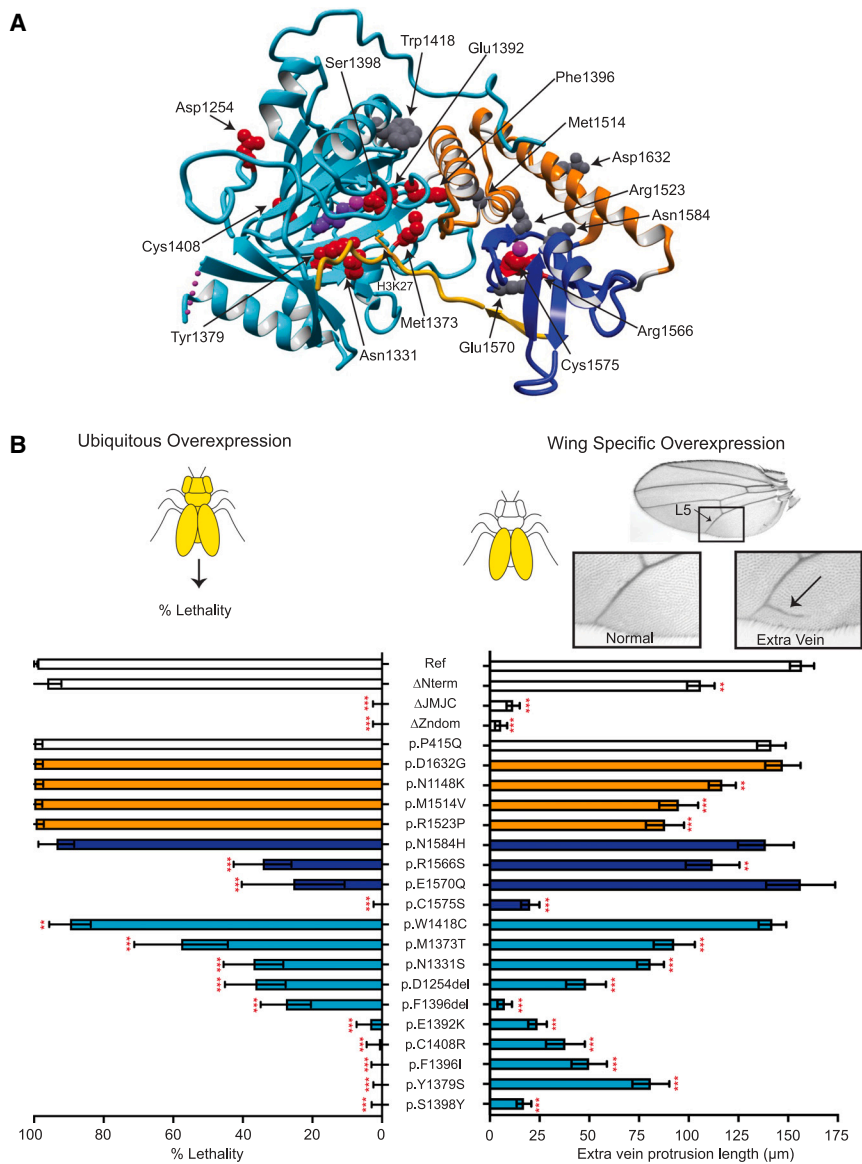 A
Trp1418
Glu1392
Ser1398
Phe1396
Asp1254
Met1514
Asp1632
Arg1523
Asn1584
Cys1408
H3K27
Tyr1379
Met1373
Arg1566
Asn1331
Glu1570
Cys1575
B
Ubiquitous Overexpression
Wing Specific Overexpression
L5
% Lethality
Normal
Extra Vein
Ref
ΔNterm
**
***
ΔJMJC
***
***
ΔZndom
***
p.P415Q
p.D1632G
p.N1148K
**
p.M1514V
***
p.R1523P
***
p.N1584H
***
p.R1566S
**
**
p.E1570Q
***
p.C1575S
***
**
p.W1418C
***
p.M1373T
***
***
p.N1331S
***
***
p.D1254del
***
***
p.F1396del
***
***
p.E1392K
***
***
p.C1408R
***
***
p.F1396I
***
***
p.Y1379S
***
***
p.S1398Y
***
100 80 60 40 20 0
0 25 50 75 100 125 150 175
% Lethality
Extra vein protrusion length (μm)